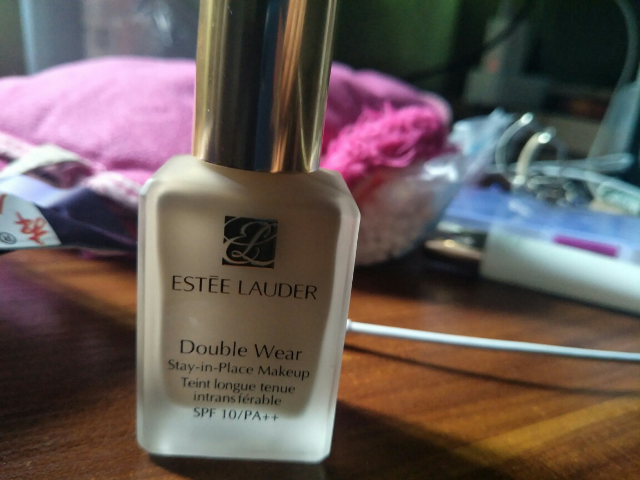 ESTĒE LAUDER
Double Wear
Stay-in-Place Makeup
Teint longue tenue
intransférable
SPF 10/PA++